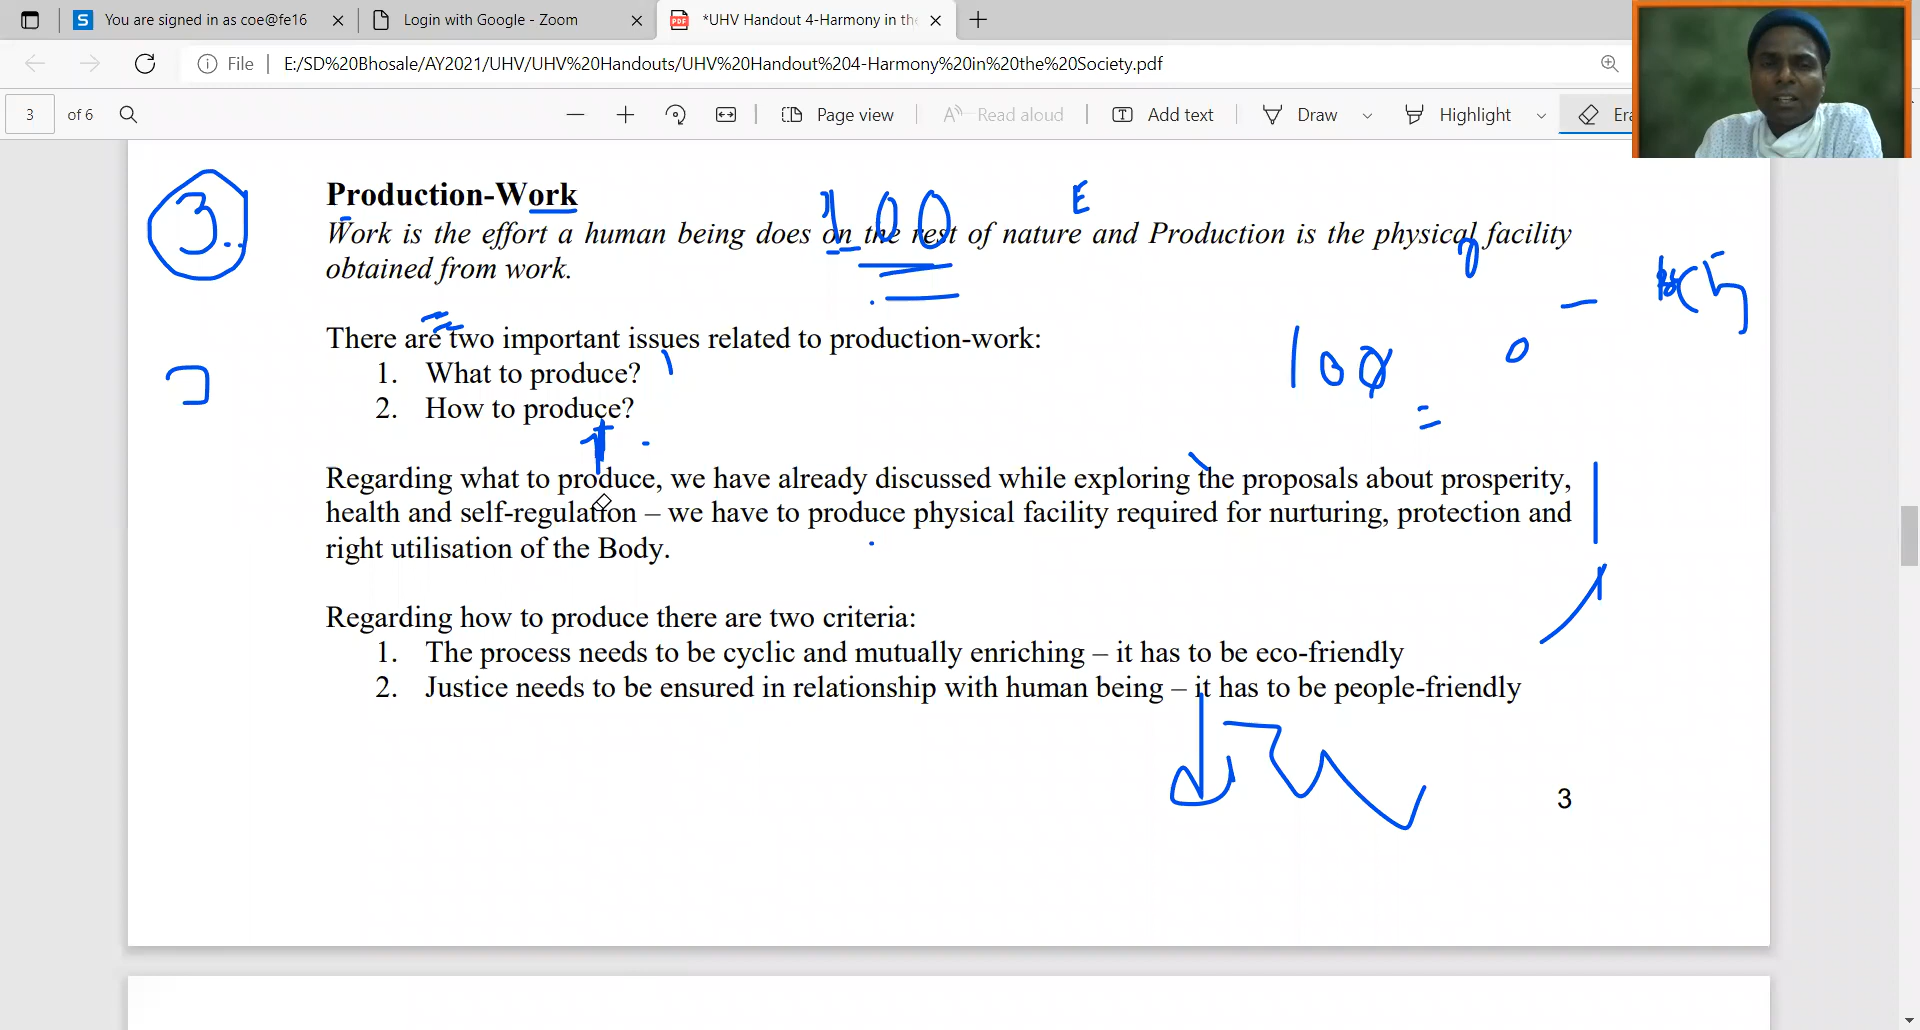 You are signed in as coe@fe16
Login with Google - Zoom
*UHV Handout 4-Harmony in the
File
E:/SD%20Bhosale/AY2021/UHV/UHV%20Handouts/UHV%20Handout%204-Harmony%20in%20the%20Society.pdf
3 of 6
Page view
Read aloud
Add text
Draw
Highlight
Era
3
Production-Work
100
E
Work is the effort a human being does on the rest of nature and Production is the physical facility
obtained from work.
There are two important issues related to production-work:
1. What to produce?
100
2. How to produce?
Regarding what to produce, we have already discussed while exploring the proposals about prosperity,
health and self-regulation – we have to produce physical facility required for nurturing, protection and
right utilisation of the Body.
Regarding how to produce there are two criteria:
1. The process needs to be cyclic and mutually enriching – it has to be eco-friendly
2. Justice needs to be ensured in relationship with human being – it has to be people-friendly
3